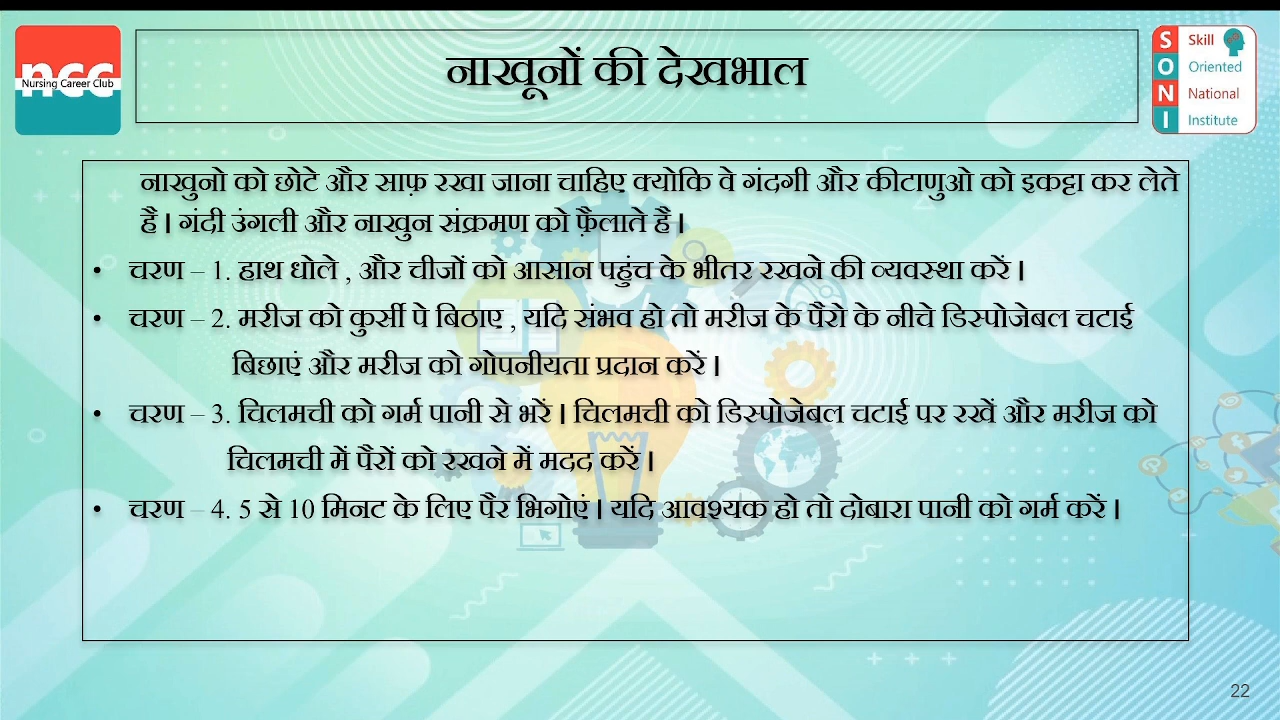 ncc
Nursing Career Club
नाखूनों की देखभाल
S Skill
O Oriented
N National
I Institute
नाखुनो को छोटे और साफ़ रखा जाना चाहिए क्योकि वे गंदगी और कीटाणुओ को इकट्ठा कर लेते
है। गंदी उंगली और नाखुन संक्रमण को फ़ैलाते है।
• चरण – 1. हाथ धोले , और चीजों को आसान पहुंच के भीतर रखने की व्यवस्था करें।
• चरण – 2. मरीज को कुर्सी पे बिठाए , यदि संभव हो तो मरीज के पैरो के नीचे डिस्पोजेबल चटाई
बिछाएं और मरीज को गोपनीयता प्रदान करें।
• चरण – 3. चिलमची को गर्म पानी से भरें। चिलमची को डिस्पोजेबल चटाई पर रखें और मरीज को
चिलमची में पैरों को रखने में मदद करें।
• चरण – 4. 5 से 10 मिनट के लिए पैर भिगोएं। यदि आवश्यक हो तो दोबारा पानी को गर्म करें।
22